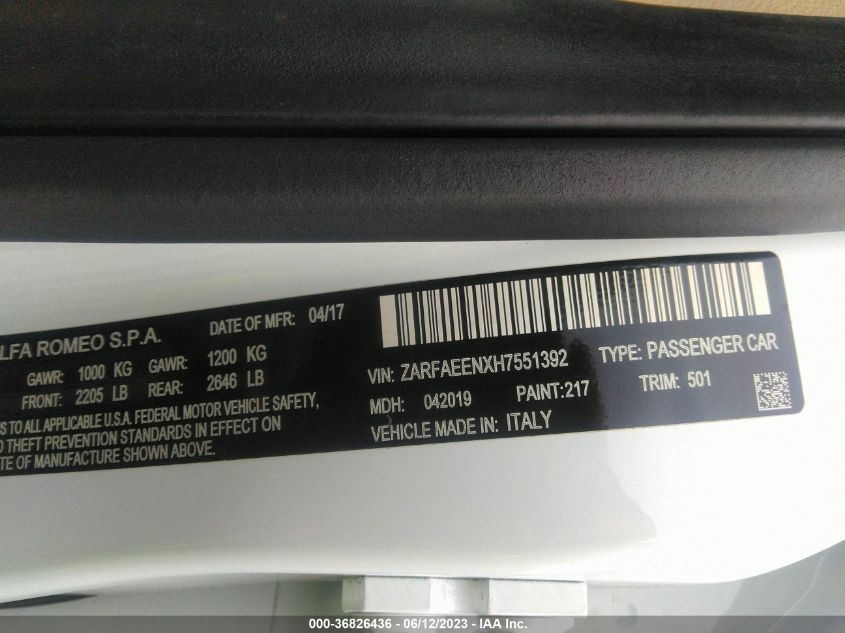 LFA ROMEO S.P.A. DATE OF MFR: 04/17
GAWR: 1000 KG GAWR: 1200 KG
FRONT: 2205 LB REAR: 2646 LB
S TO ALL APPLICABLE U.S.A. FEDERAL MOTOR VEHICLE SAFETY,
D THEFT PREVENTION STANDARDS IN EFFECT ON
TE OF MANUFACTURE SHOWN ABOVE.
VIN: ZARFAEENXH7551392 TYPE: PASSENGER CAR
MDH: 042019 PAINT:217 TRIM: 501
VEHICLE MADE IN: ITALY
000-36826436 - 06/12/2023 - IAA Inc.